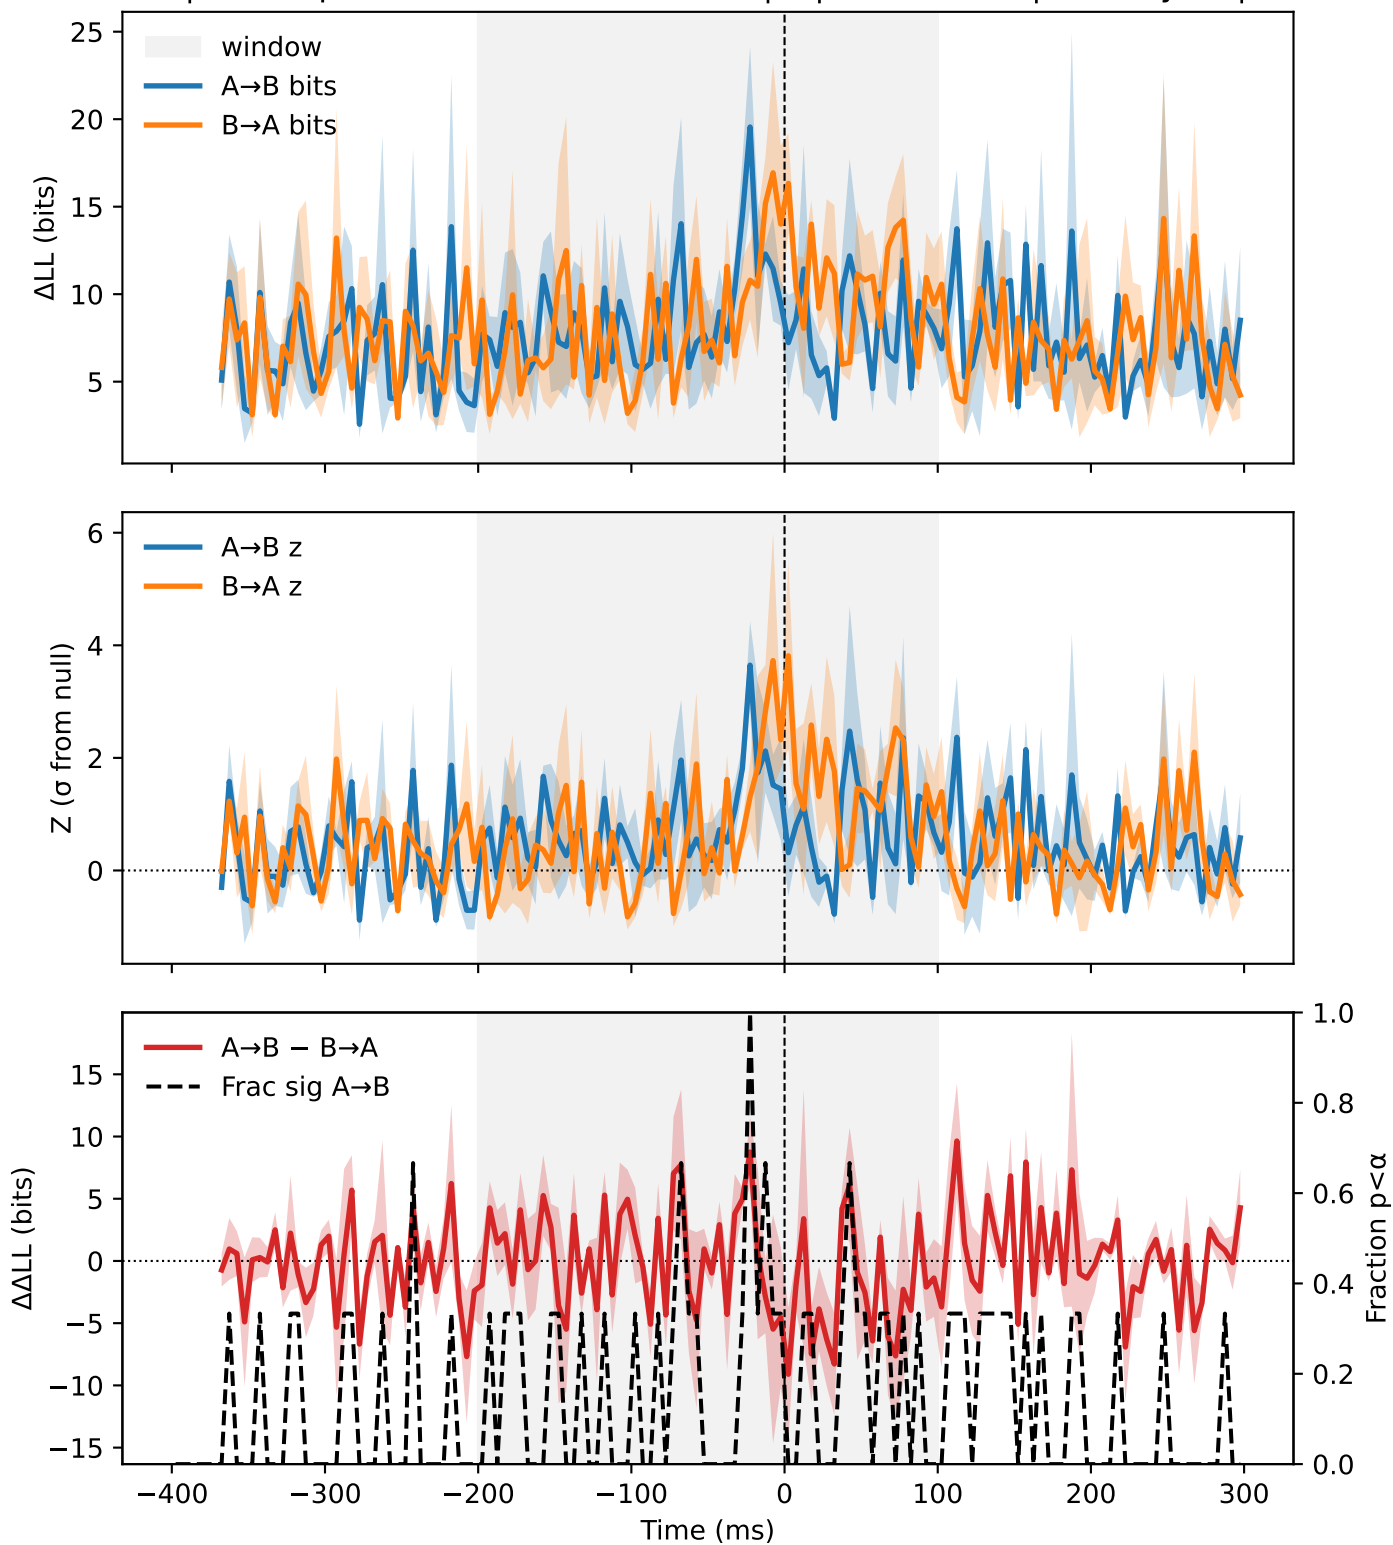 25
20
15
10
5
ΔLL (bits)
window
A→B bits
B→A bits
6
4
2
0
Z (σ from null)
A→B z
B→A z
15
10
5
0
−5
−10
−15
ΔΔLL (bits)
A→B − B→A
Frac sig A→B
1.0
0.8
0.6
0.4
0.2
0.0
Fraction p<α
−400
−300
−200
−100
0
100
200
300
Time (ms)